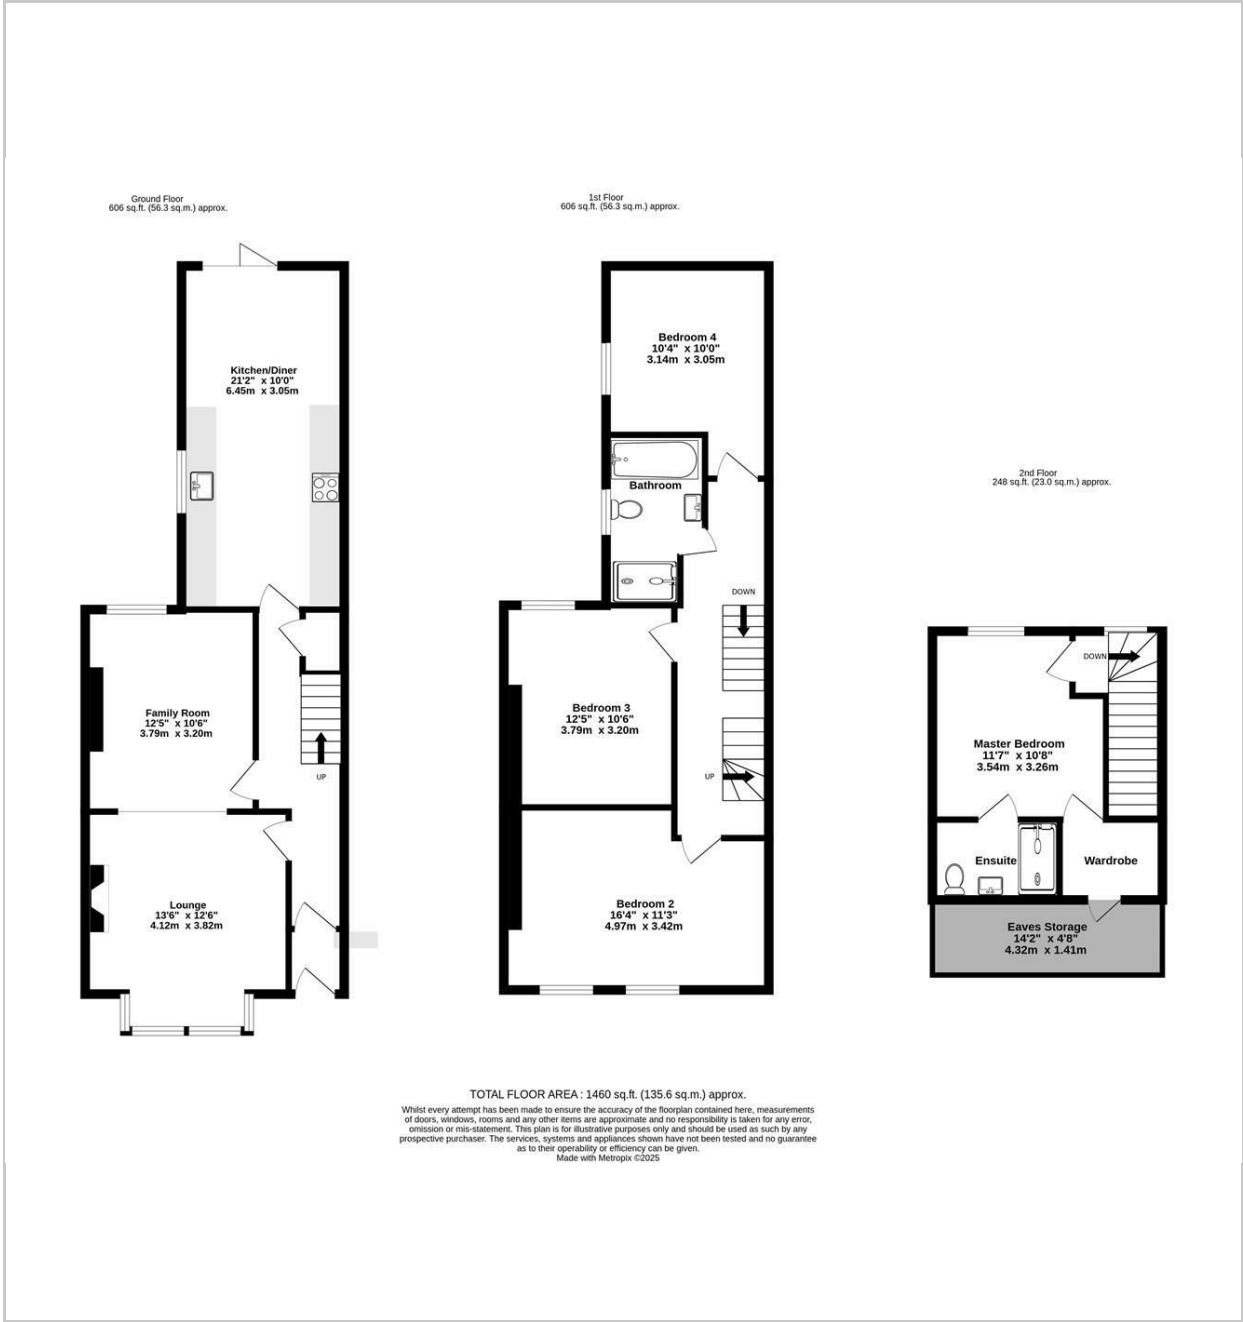 Ground Floor
606 sq.ft. (56.3 sq.m.) approx.
Kitchen/Diner
21'2" x 10'0"
6.45m x 3.05m
Family Room
12'5" x 10'6"
3.79m x 3.20m
UP
Lounge
13'6" x 12'6"
4.12m x 3.82m
1st Floor
606 sq.ft. (56.3 sq.m.) approx.
Bedroom 4
10'4" x 10'0"
3.14m x 3.05m
Bathroom
DOWN
Bedroom 3
12'5" x 10'6"
3.79m x 3.20m
UP
Bedroom 2
16'4" x 11'3"
4.97m x 3.42m
2nd Floor
248 sq.ft. (23.0 sq.m.) approx.
DOWN
Master Bedroom
11'7" x 10'8"
3.54m x 3.26m
Ensuite
Wardrobe
Eaves Storage
14'2" x 4'8"
4.32m x 1.41m
TOTAL FLOOR AREA : 1460 sq.ft. (135.6 sq.m.) approx.
Whilst every attempt has been made to ensure the accuracy of the floorplan contained here, measurements
of doors, windows, rooms and any other items are approximate and no responsibility is taken for any error,
omission or mis-statement. This plan is for illustrative purposes only and should be used as such by any
prospective purchaser. The services, systems and appliances shown have not been tested and no guarantee
as to their operability or efficiency can be given.
Made with Metropix ©2025